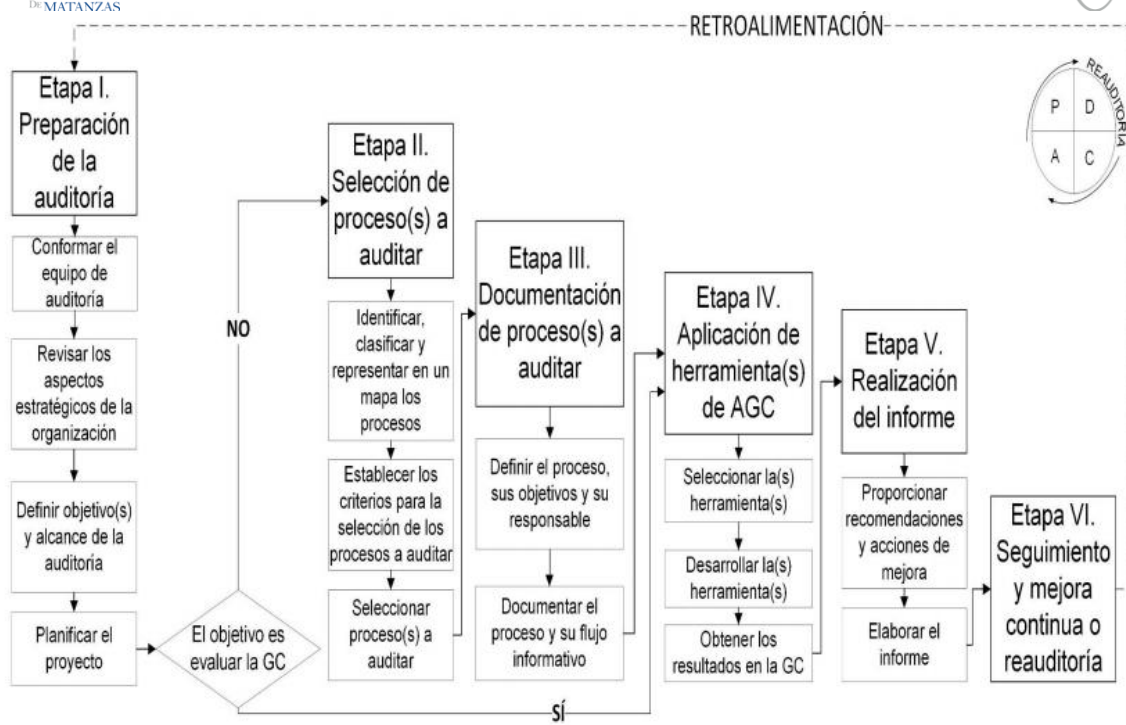 DE MATANZAS
RETROALIMENTACIÓN
REAUDITORÍA
P
D
A
C
Etapa I.
Preparación
de la
auditoría
Conformar el
equipo de
auditoría
Revisar los
aspectos
estratégicos de la
organización
Definir objetivo(s)
y alcance de la
auditoría
Planificar el
proyecto
El objetivo es
evaluar la GC
NO
SÍ
Etapa II.
Selección de
proceso(s) a
auditar
Identificar,
clasificar y
representar en un
mapa los
procesos
Establecer los
criterios para la
selección de los
procesos a auditar
Seleccionar
proceso(s) a
auditar
Etapa III.
Documentación
de proceso(s) a
auditar
Definir el proceso,
sus objetivos y su
responsable
Documentar el
proceso y su flujo
informativo
Etapa IV.
Aplicación de
herramienta(s)
de AGC
Seleccionar la(s)
herramienta(s)
Desarrollar la(s)
herramienta(s)
Obtener los
resultados en la GC
Etapa V.
Realización
del informe
Proporcionar
recomendaciones
y acciones de
mejora
Elaborar el
informe
Etapa VI.
Seguimiento
y mejora
continua o
reauditoría